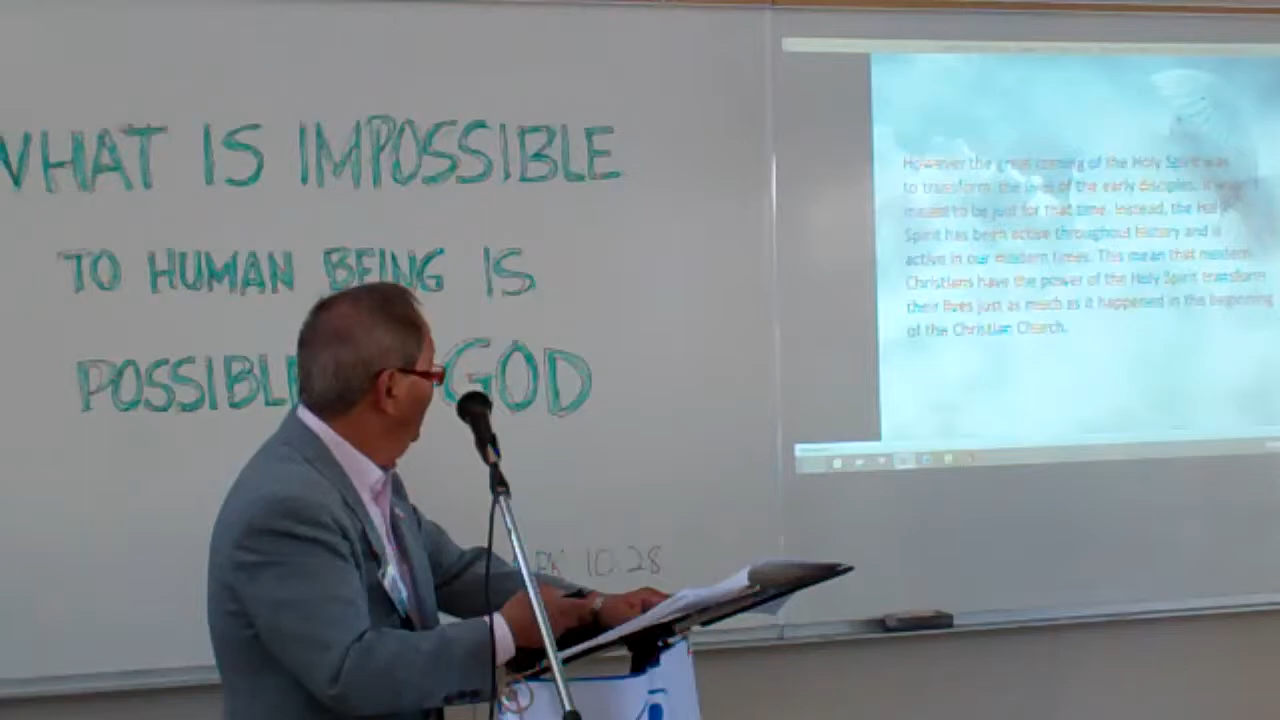 WHAT IS IMPOSSIBLE
TO HUMAN BEING IS
POSSIBL GOD
10:28
However the great coming of the Holy Spirit was
to transform the lives of the early disciples, it
meant to be just for that time. Instead, the
Spirit has been active throughout history and is
active in our modern times. This mean that modern
Christians have the power of the Holy Spirit transform
their lives just as much as it happened in the beginning
of the Christian Church.